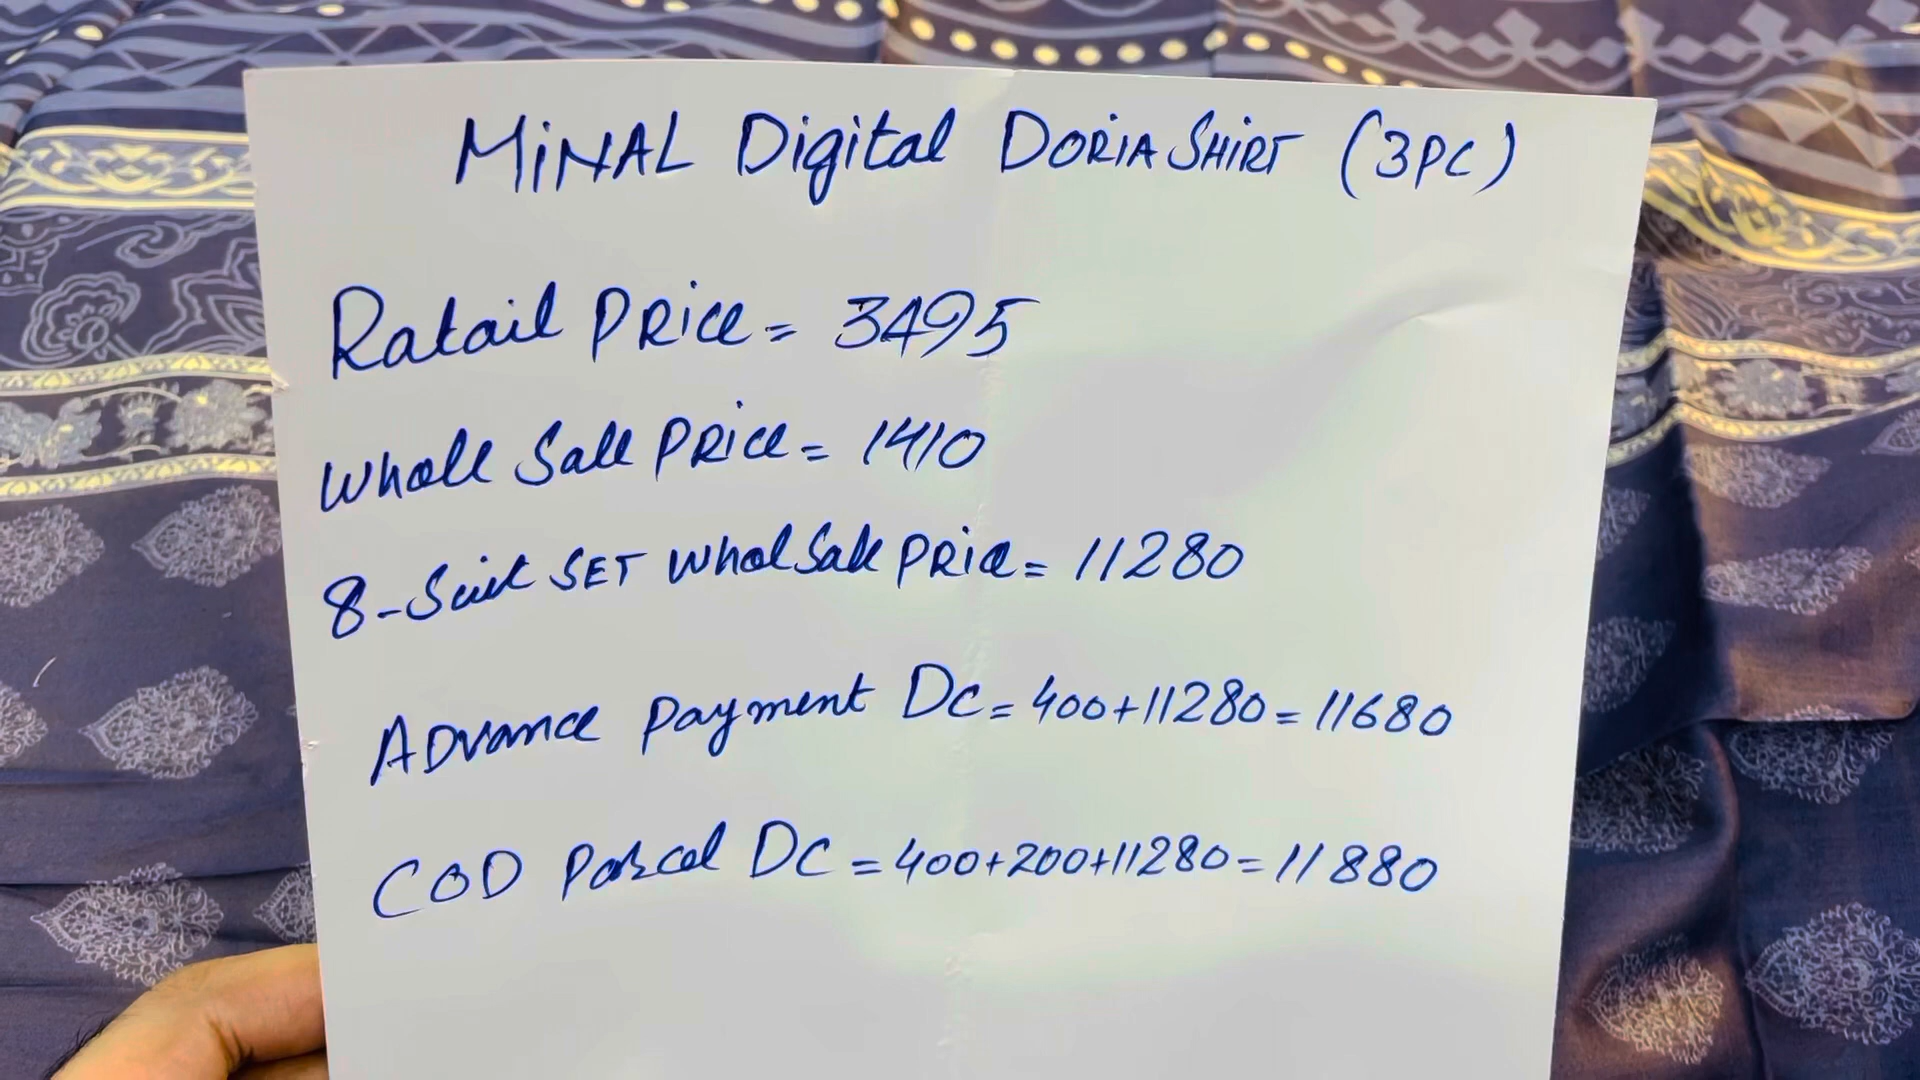 MiNAL Digital DORIA SHIRT (3PC)
Ratail PRice = 3495
Whole Sale PRice = 1410
8-Suit SET WholSale PRice = 11280
ADvance Payment DC = 400+11280 = 11680
COD Parcel DC = 400+200+11280 = 11880